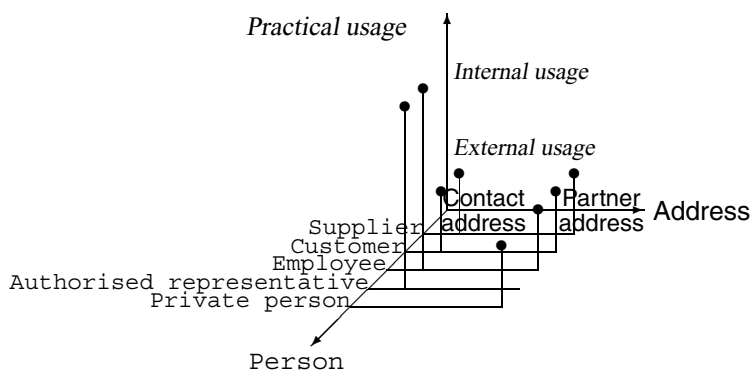 Practical usage
Internal usage
External usage
Contact
address
Partner
address
Address
Supplier
Customer
Employee
Authorised representative
Private person
Person